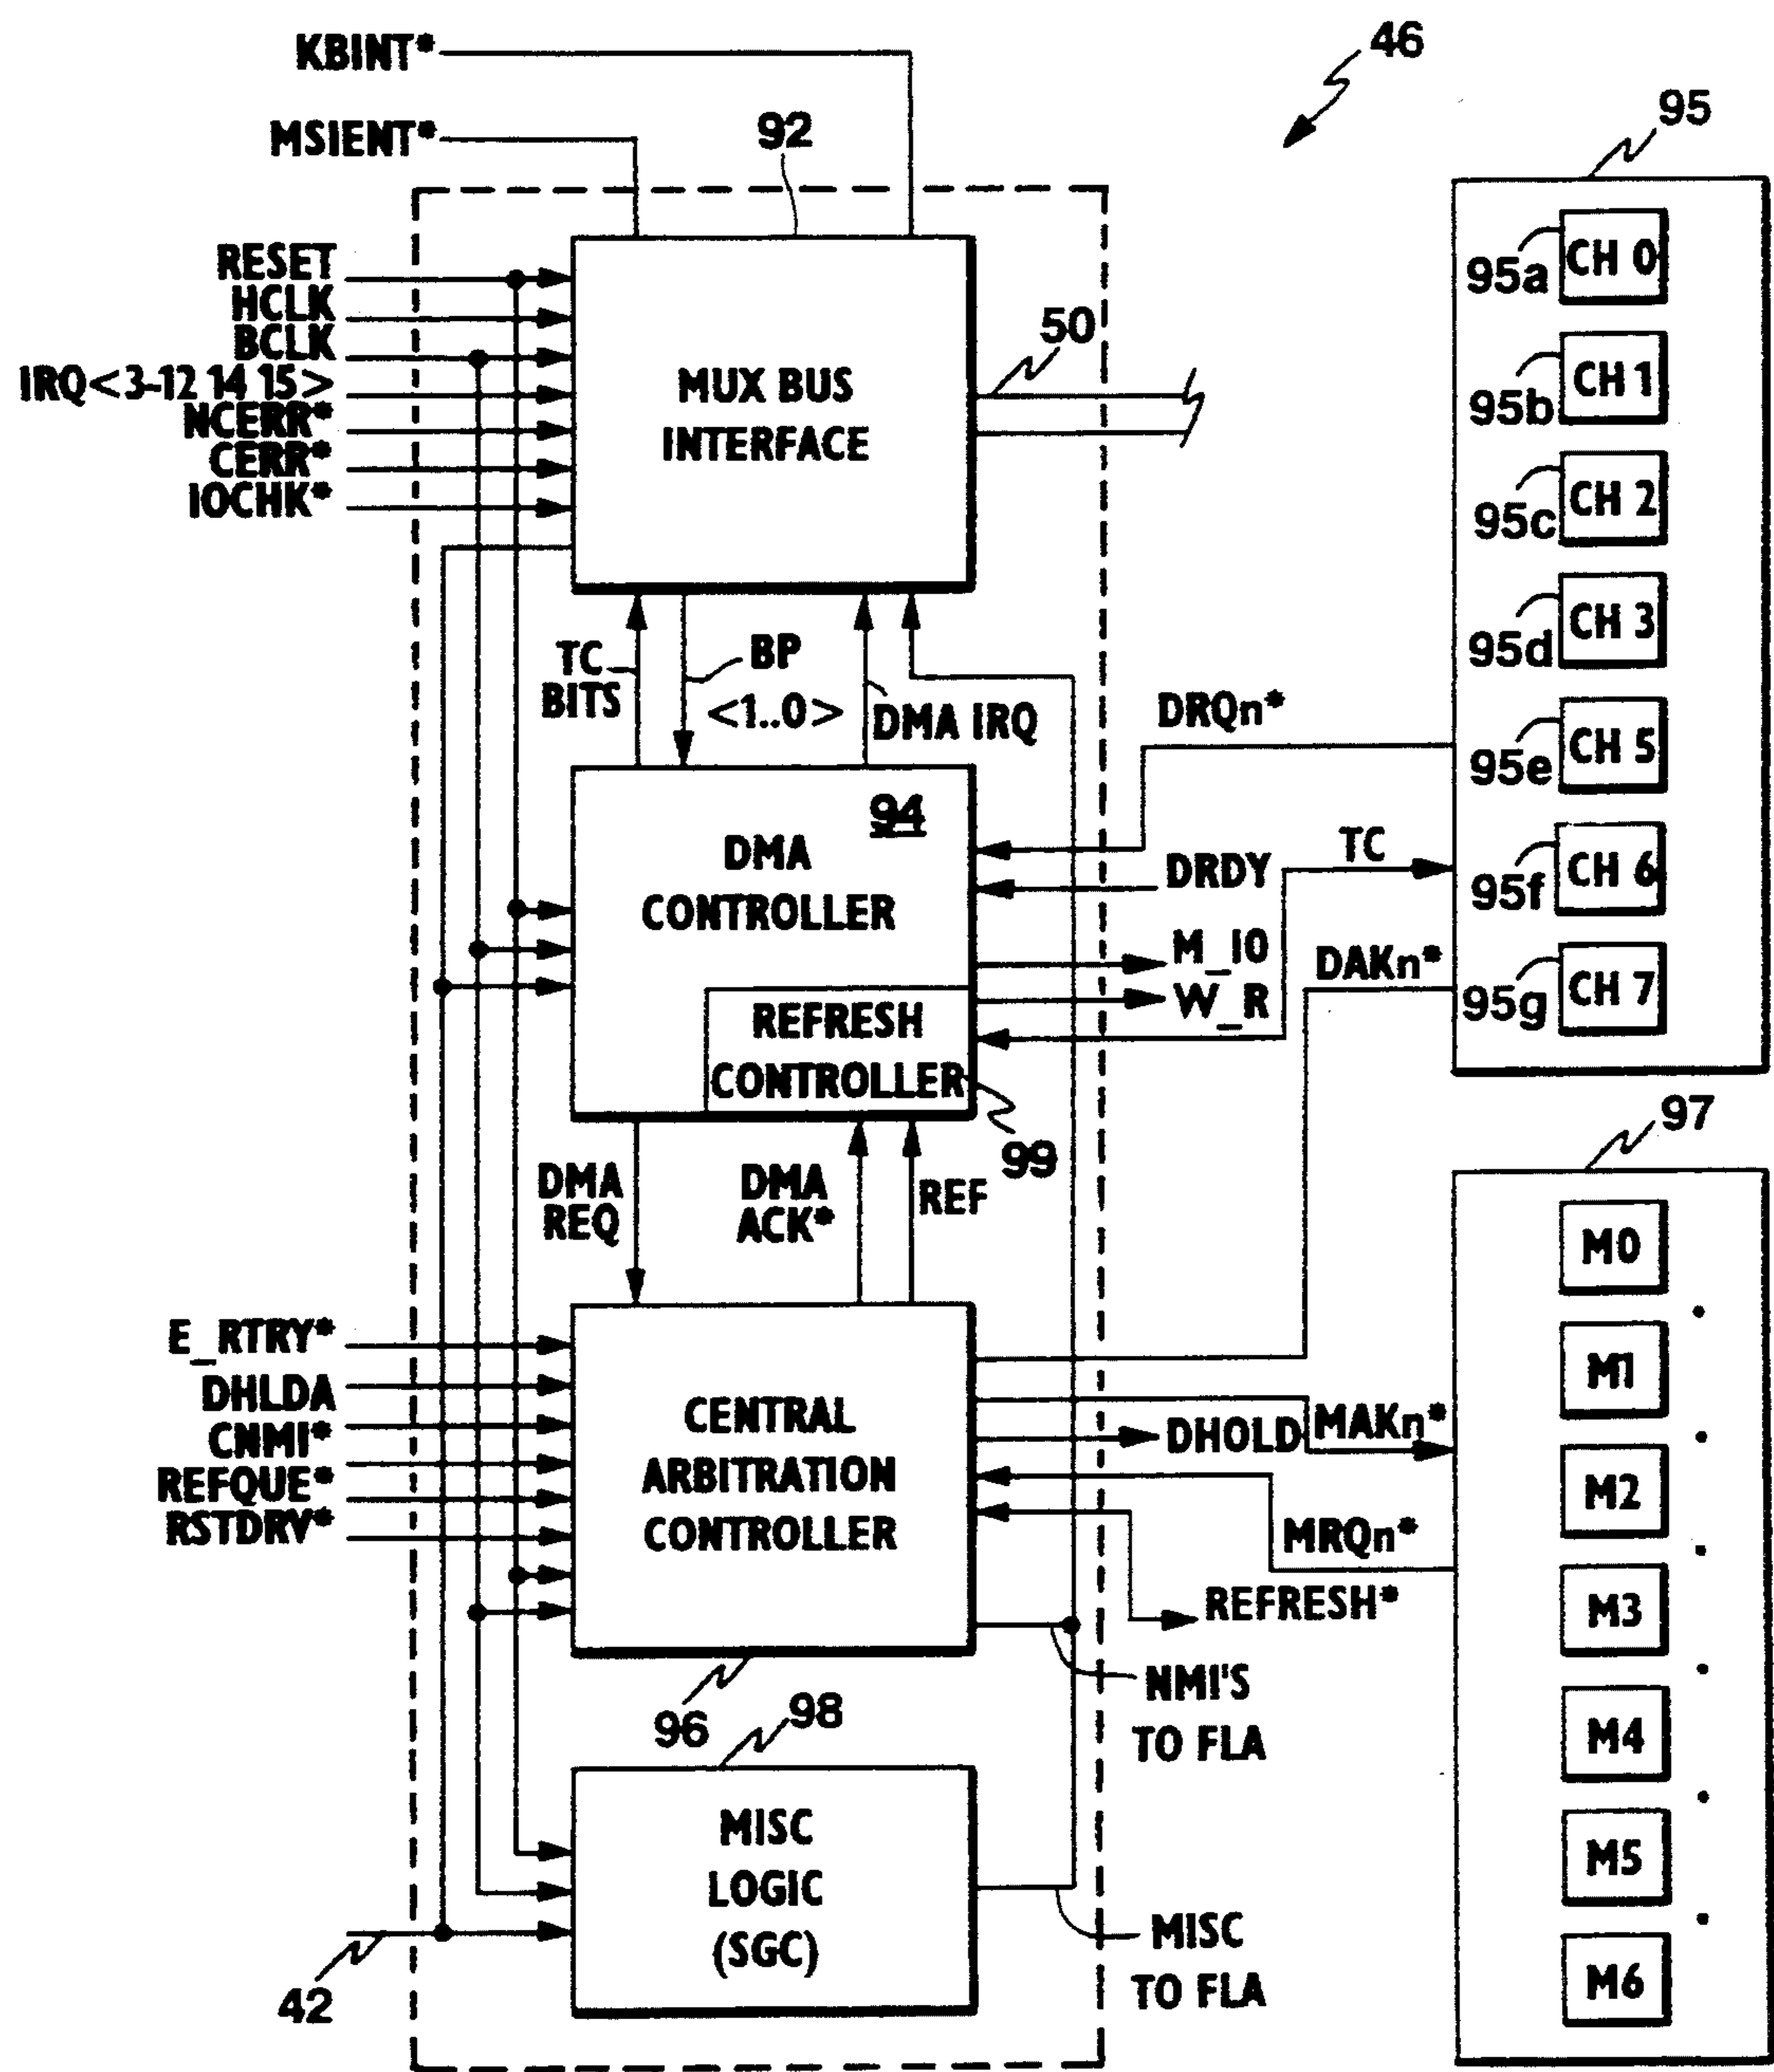 KBINT*
46
MSIENT*
92
95
RESET
HCLK
BCLK
IRQ<3-12 14 15>
NCERR*
CERR*
IOCHK*
MUX BUS
INTERFACE
50
95a
CH 0
95b
CH 1
95c
CH 2
95d
CH 3
95e
CH 5
95f
CH 6
95g
CH 7
TC
BITS
BP
<1..0>
DMA IRQ
DRQn*
94
DMA
CONTROLLER
DRDY
TC
M_IO
W_R
DAKn*
REFRESH
CONTROLLER
99
97
DMA
REQ
DMA
ACK*
REF
E_RTRY*
DHLDA
CNMI*
REFQUE*
RSTDRV*
CENTRAL
ARBITRATION
CONTROLLER
DHOLD
MAKn*
MRQn*
REFRESH*
M0
M1
M2
M3
M4
M5
M6
96
98
NMI'S
TO FLA
MISC
LOGIC
(SGC)
MISC
TO FLA
42